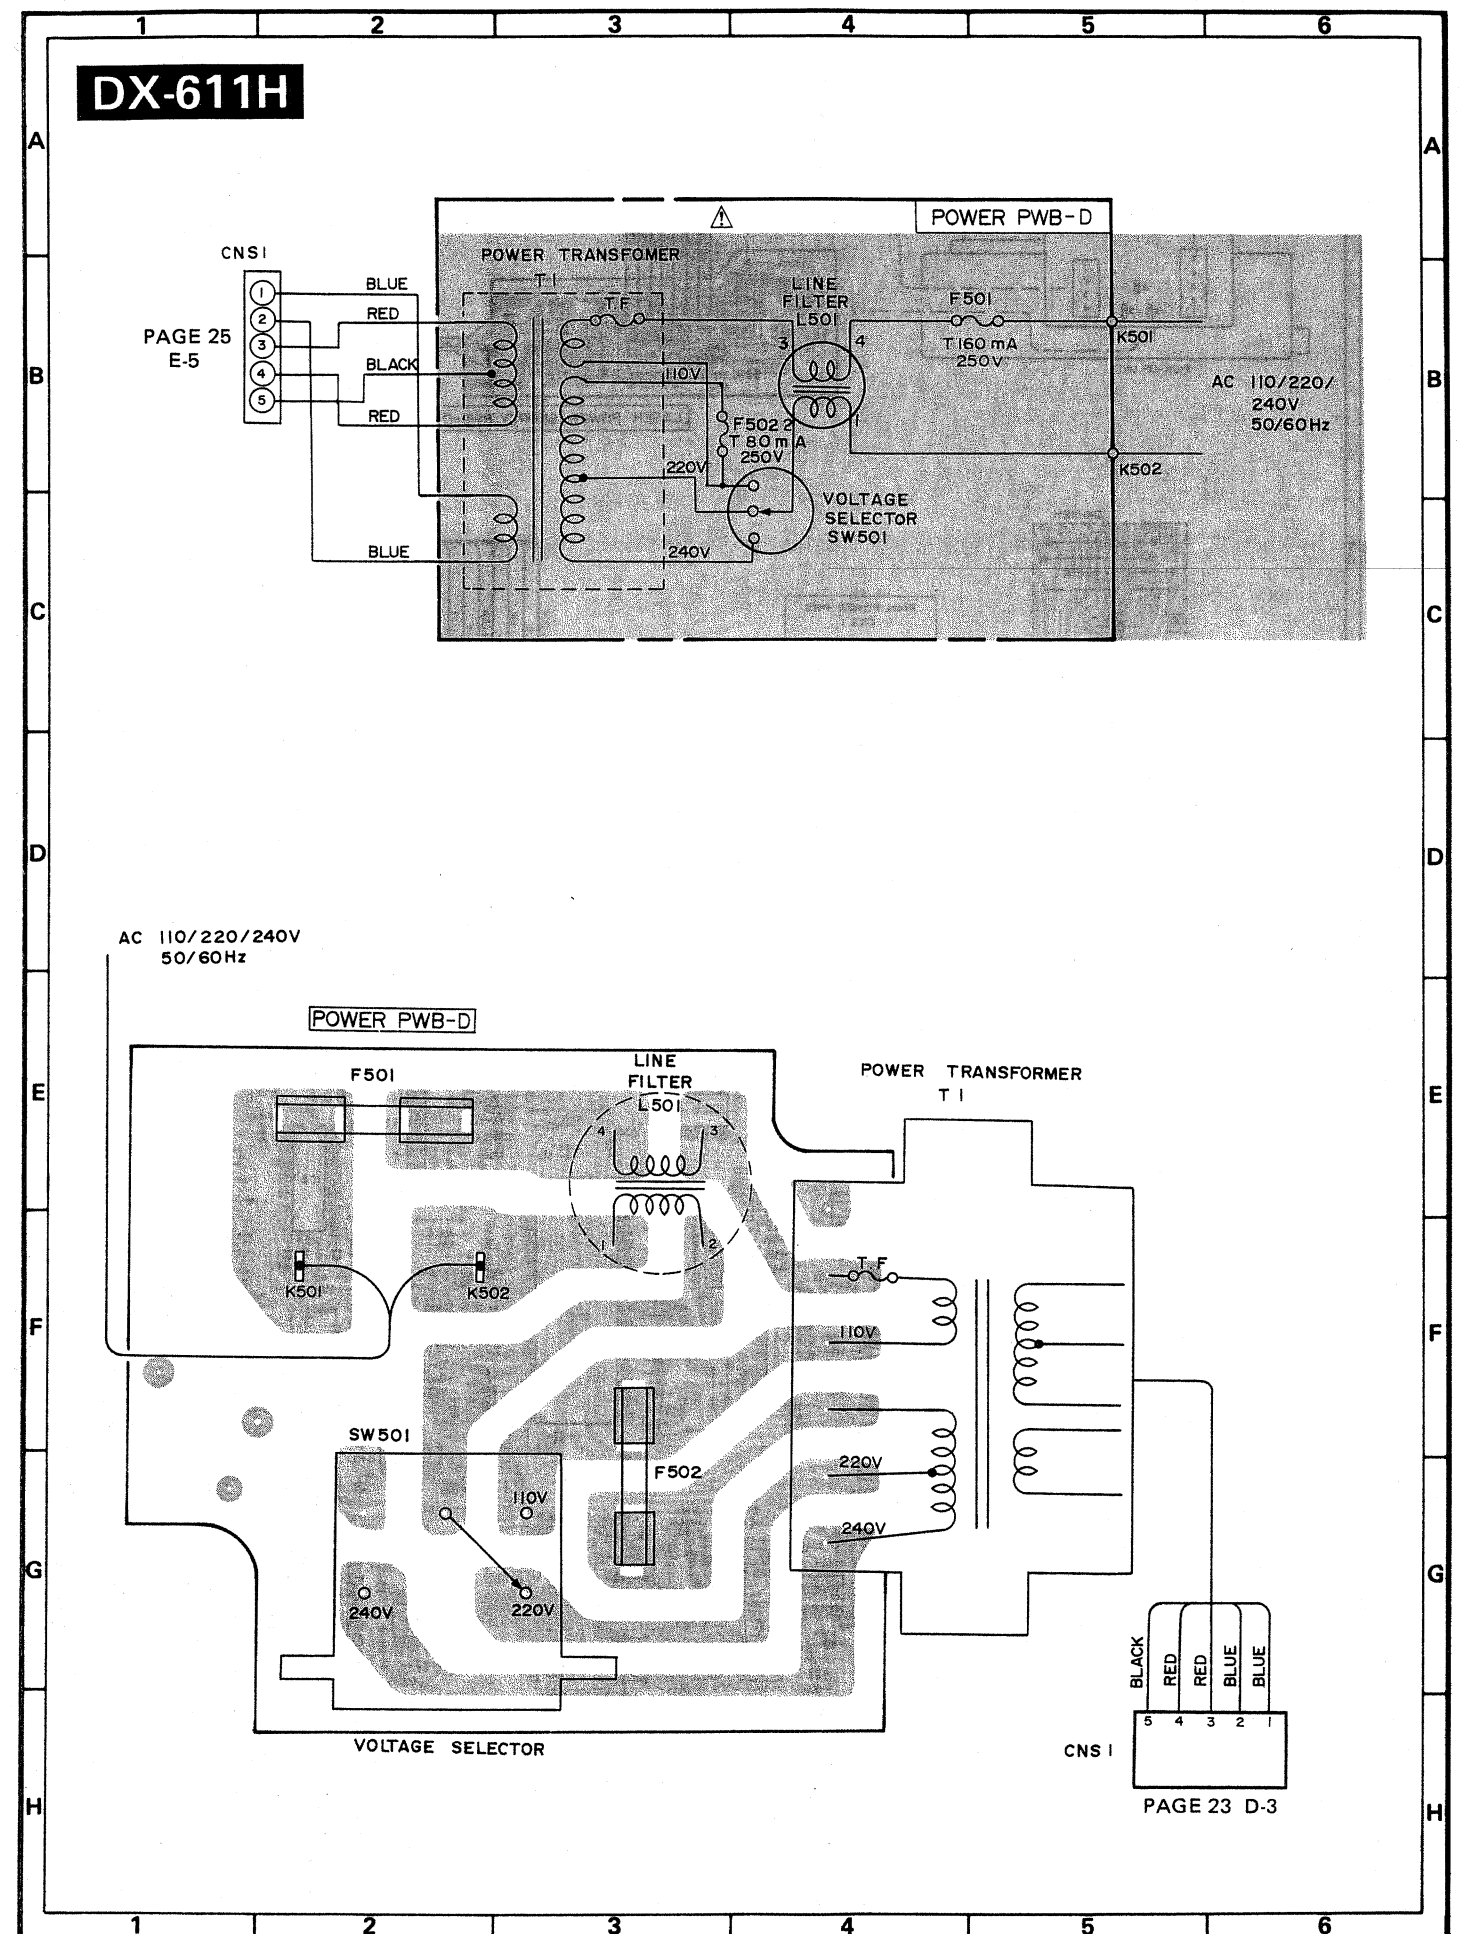 1 2 3 4 5 6
DX-611H
A
A
POWER PWB-D
CNS1
POWER TRANSFOMER
T1
TF
LINE
FILTER
L501
F501
T160 mA
250V
3
4
K501
1
BLUE
2
RED
3
PAGE 25
E-5
4
BLACK
5
RED
B
B
110V
AC 110/220/
240V
50/60Hz
F502 2
T 80mA
250V
1
K502
220V
VOLTAGE
SELECTOR
SW501
240V
BLUE
C
C
D
D
AC 110/220/240V
50/60Hz
POWER PWB-D
F501
LINE
FILTER
L501
4
3
POWER TRANSFORMER
T1
E
E
1
2
K501
K502
T F
110V
F
F
SW501
F502
220V
110V
240V
G
G
240V
220V
BLACK
RED
RED
BLUE
BLUE
5 4 3 2 1
VOLTAGE SELECTOR
CNS1
PAGE 23 D-3
H
H
1 2 3 4 5 6